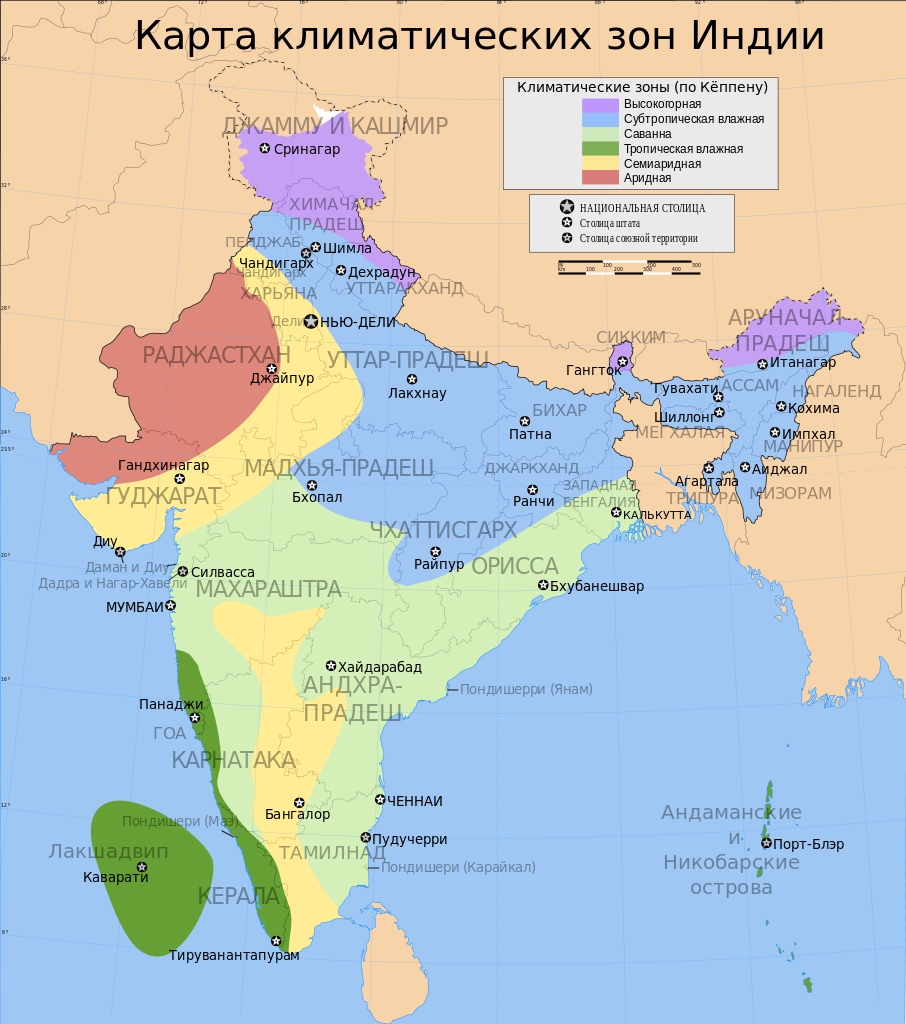 Карта климатических зон Индии
Климатические зоны (по Кёппену)
Высокогорная
Субтропическая влажная
Саванна
Тропическая влажная
Семиаридная
Аридная
НАЦИОНАЛЬНАЯ СТОЛИЦА
Столица штата
Столица союзной территории
ДЖАММУ И КАШМИР
Сринагар
ХИМАЧАЛ-
ПРАДЕШ
ПЕНДЖАБ
Шимла
Чандигарх
Чандигарх
Дехрадун
УТТАРАКХАНД
ХАРЬЯНА
Дели
НЬЮ-ДЕЛИ
РАДЖАСТХАН
Джайпур
УТТАР-ПРАДЕШ
Лакхнау
СИККИМ
Гангток
АРУНАЧАЛ-
ПРАДЕШ
Итанагар
Гувахати
АССАМ
НАГАЛЕНД
Кохима
Шиллонг
МЕГХАЛАЯ
Импхал
МАНИПУР
Аиджал
Агартала
ТРИПУРА
МИЗОРАМ
БИХАР
Патна
ДЖАРКХАНД
Ранчи
ЗАПАДНАЯ
БЕНГАЛИЯ
КАЛЬКУТТА
Гандхинагар
ГУДЖАРАТ
МАДХЬЯ-ПРАДЕШ
Бхопал
ЧХАТТИСГАРХ
Райпур
ОРИССА
Бхубанешвар
Диу
Даман и Диу
Дадра и Нагар-Хавели
Силвасса
МУМБАИ
МАХАРАШТРА
Хайдарабад
АНДХРА-
ПРАДЕШ
Пондишерри (Янам)
Панаджи
ГОА
КАРНАТАКА
Бангалор
ЧЕННАИ
Пондишери (Маэ)
Пудучерри
ТАМИЛНАД
Пондишери (Карайкал)
Лакшадвип
Каварати
КЕРАЛА
Тируванантапурам
Андаманские
и
Никобарские
острова
Порт-Блэр